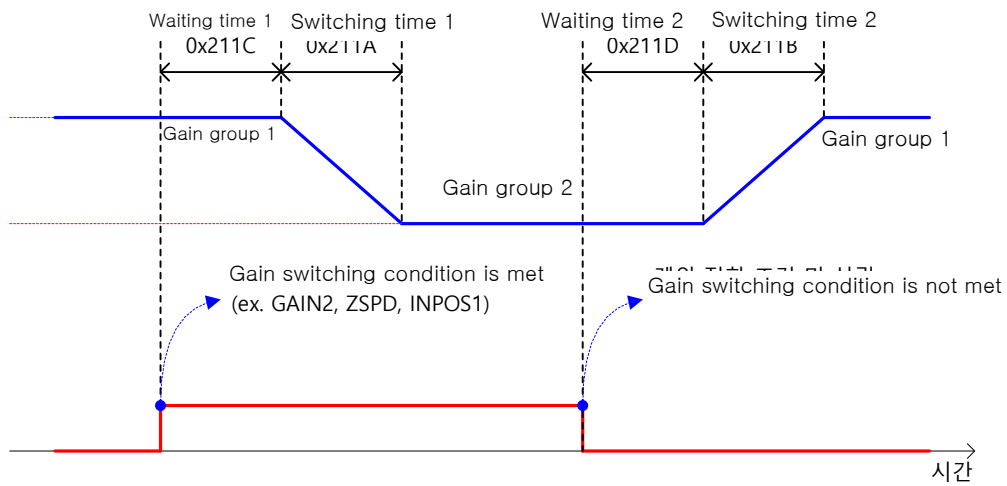 Waiting time 1
Switching time 1
Waiting time 2
Switching time 2
0x211C
0x211A
0x211D
0x211B
Gain group 1
Gain group 2
Gain group 1
Gain switching condition is met
(ex. GAIN2, ZSPD, INPOS1)
Gain switching condition is not met
시간